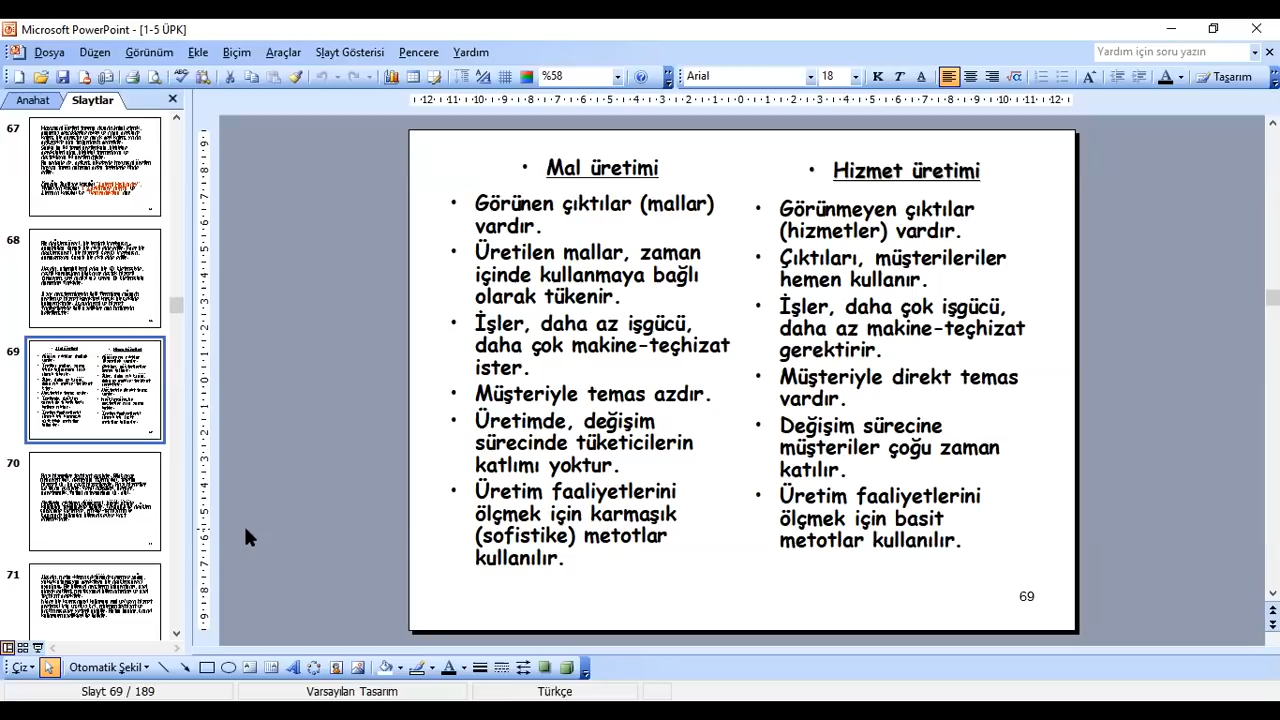 Microsoft PowerPoint - [1-5 ÜPK]
Dosya Düzen Görünüm Ekle Biçim Araçlar Slayt Gösterisi Pencere Yardım
Yardım için soru yazın
%58 Arial 18 K T A Tasarım
Anahat Slaytlar
67
68
69
70
71
• Mal üretimi
• Görünen çıktılar (mallar)
vardır.
• Üretilen mallar, zaman
içinde kullanmaya bağlı
olarak tükenir.
• İşler, daha az işgücü,
daha çok makine-teçhizat
ister.
• Müşteriyle temas azdır.
• Üretimde, değişim
sürecinde tüketicilerin
katlımı yoktur.
• Üretim faaliyetlerini
ölçmek için karmaşık
(sofistike) metotlar
kullanılır.
• Hizmet üretimi
• Görünmeyen çıktılar
(hizmetler) vardır.
• Çıktıları, müşterileriler
hemen kullanır.
• İşler, daha çok işgücü,
daha az makine-teçhizat
gerektirir.
• Müşteriyle direkt temas
vardır.
• Değişim sürecine
müşteriler çoğu zaman
katılır.
• Üretim faaliyetlerini
ölçmek için basit
metotlar kullanılır.
69
Çiz Otomatik Şekil
Slayt 69 / 189 Varsayılan Tasarım Türkçe